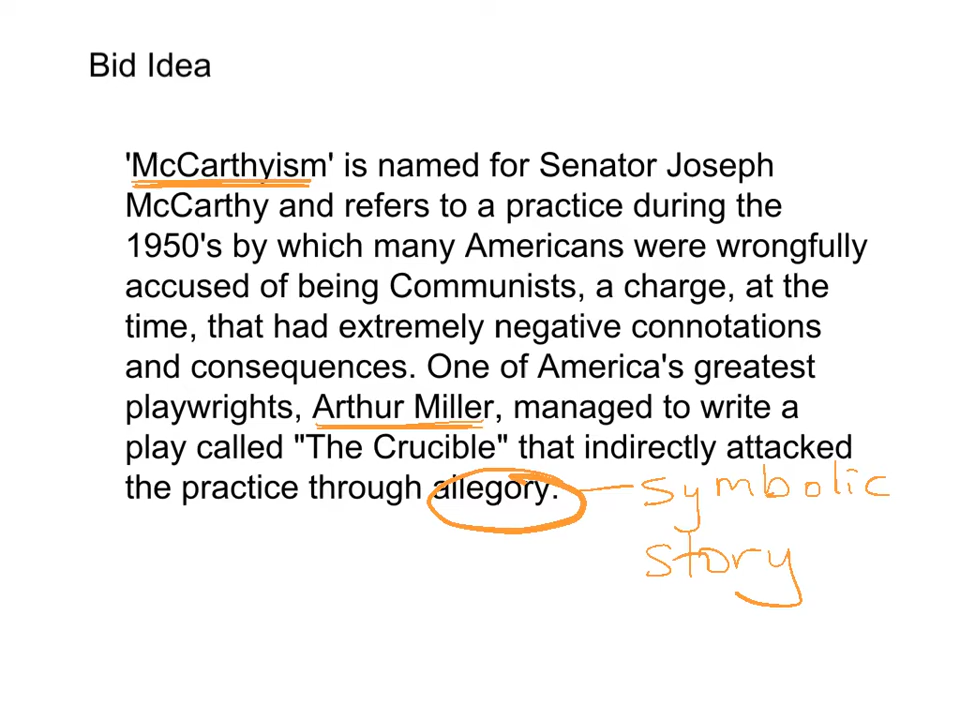 Bid Idea
'McCarthyism' is named for Senator Joseph
McCarthy and refers to a practice during the
1950's by which many Americans were wrongfully
accused of being Communists, a charge, at the
time, that had extremely negative connotations
and consequences. One of America's greatest
playwrights, Arthur Miller, managed to write a
play called "The Crucible" that indirectly attacked
the practice through allegory.
symbolic
story